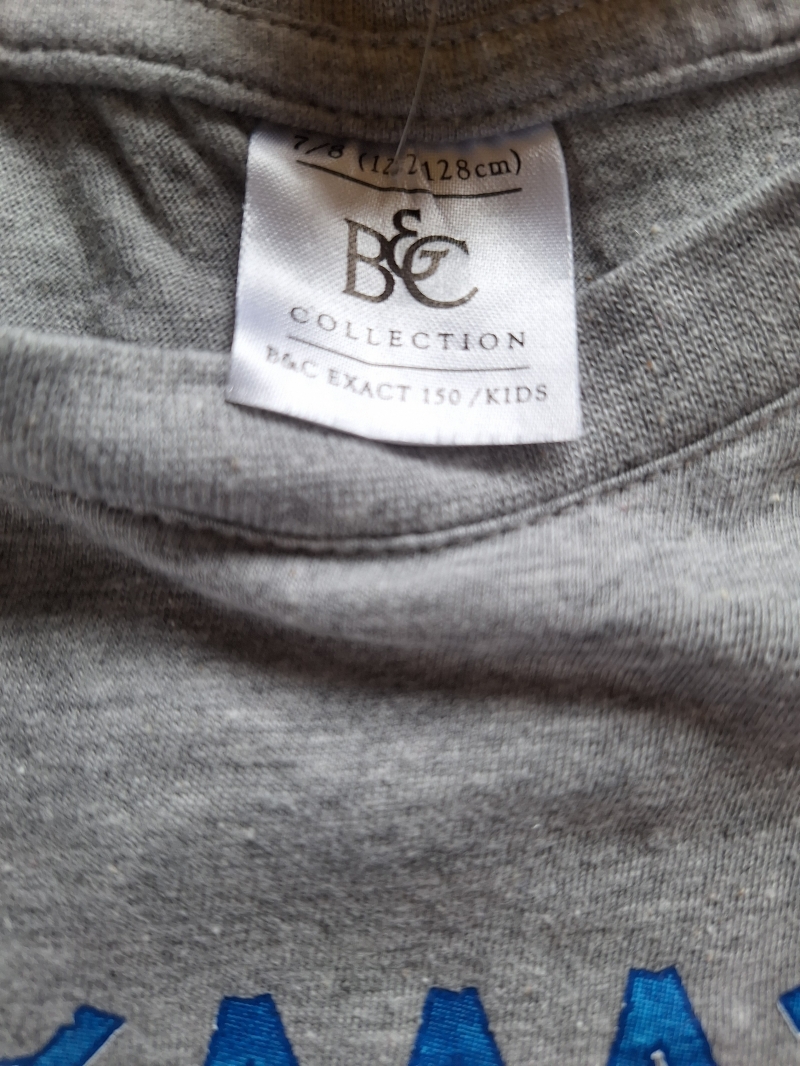 7/8 (122 128cm)
B&C
COLLECTION
B&C EXACT 150 / KIDS